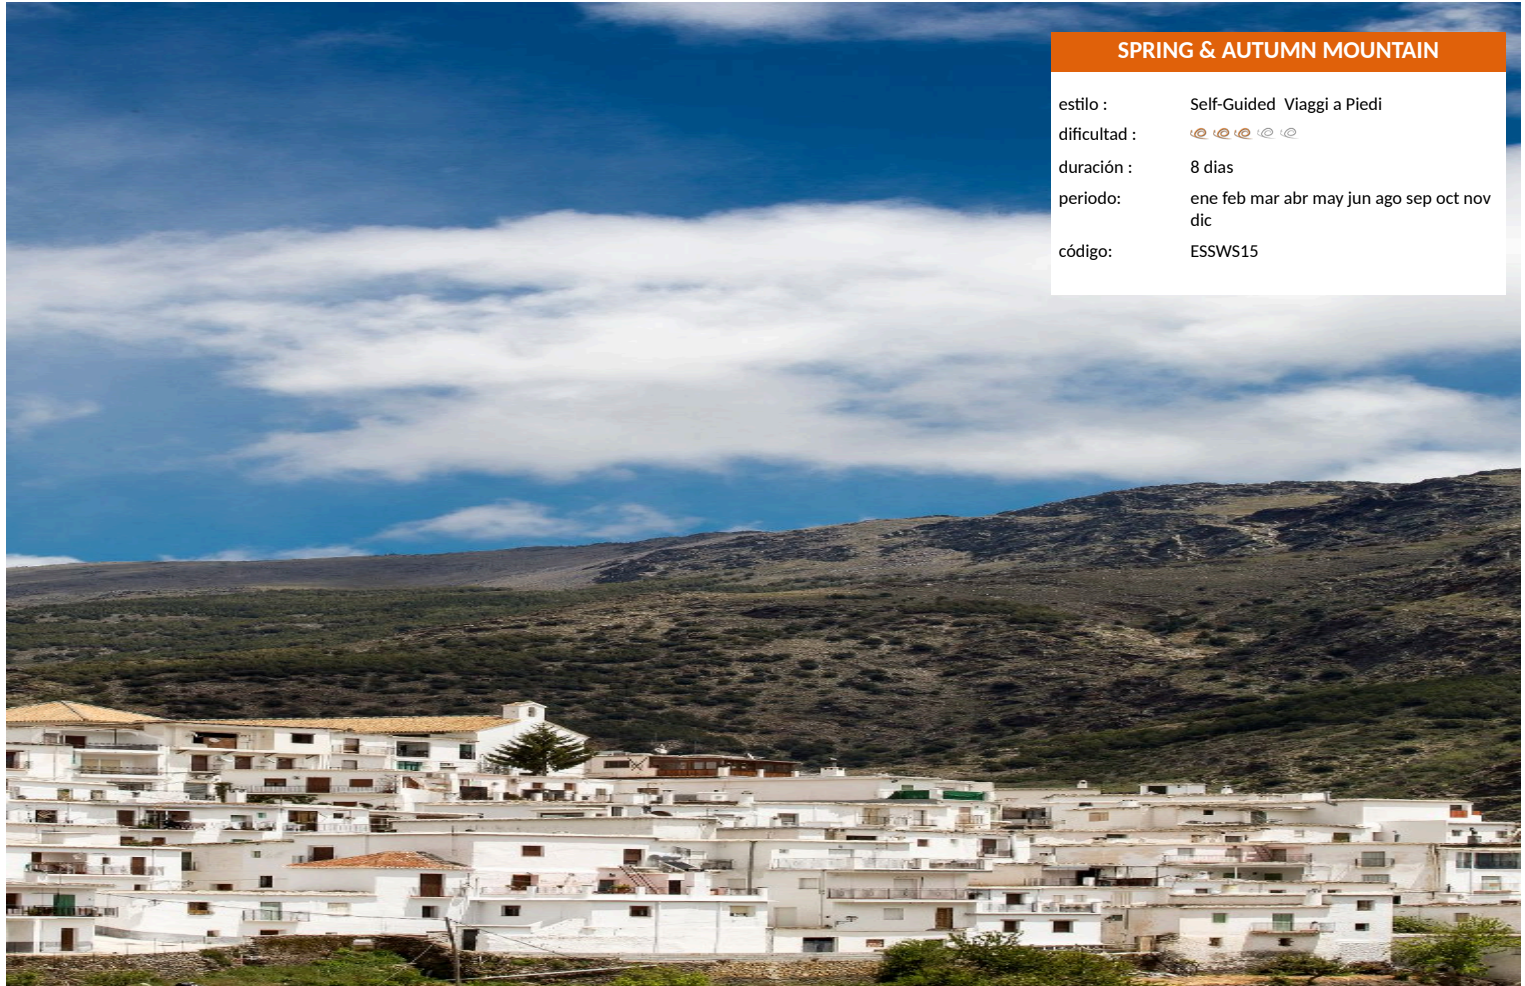 SPRING & AUTUMN MOUNTAIN
estilo : Self-Guided Viaggi a Piedi
dificultad :
duración : 8 dias
periodo: ene feb mar abr may jun ago sep oct nov
dic
código: ESSWS15